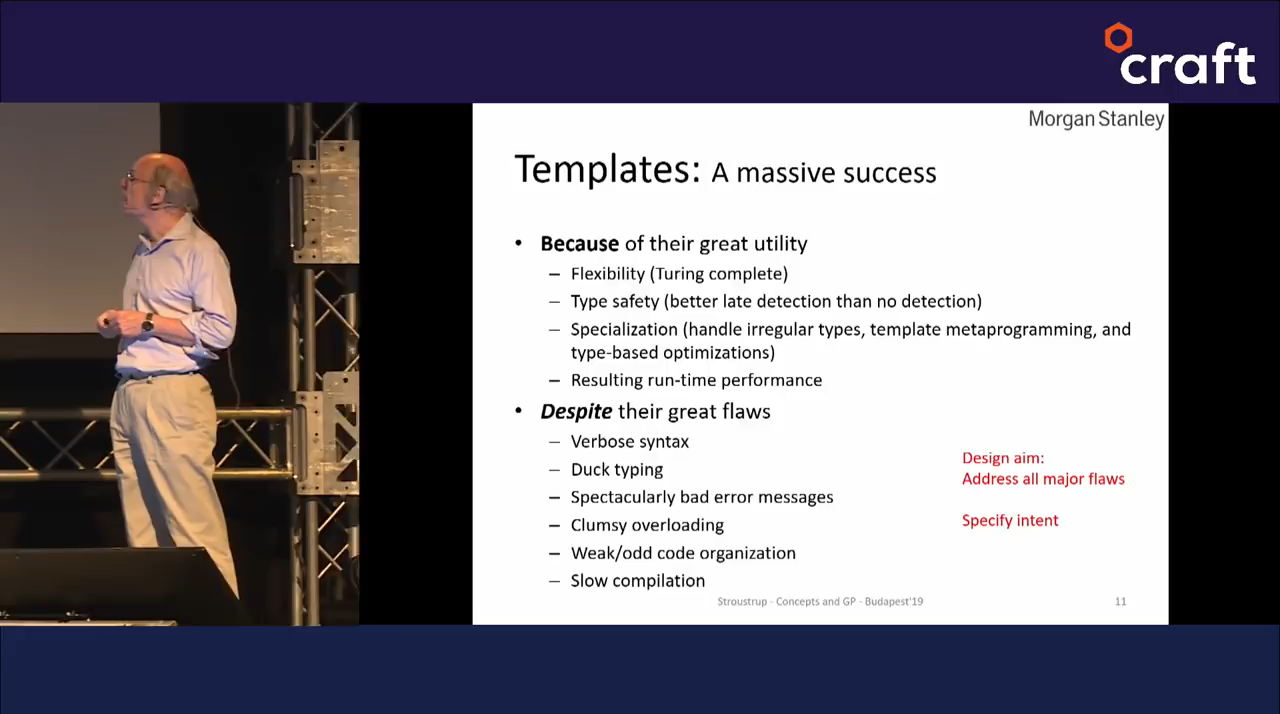 craft
Morgan Stanley
Templates: A massive success
• Because of their great utility
– Flexibility (Turing complete)
– Type safety (better late detection than no detection)
– Specialization (handle irregular types, template metaprogramming, and
type-based optimizations)
– Resulting run-time performance
• Despite their great flaws
– Verbose syntax
– Duck typing
– Spectacularly bad error messages
– Clumsy overloading
– Weak/odd code organization
– Slow compilation
Design aim:
Address all major flaws
Specify intent
Stroustrup - Concepts and GP - Budapest'19
11